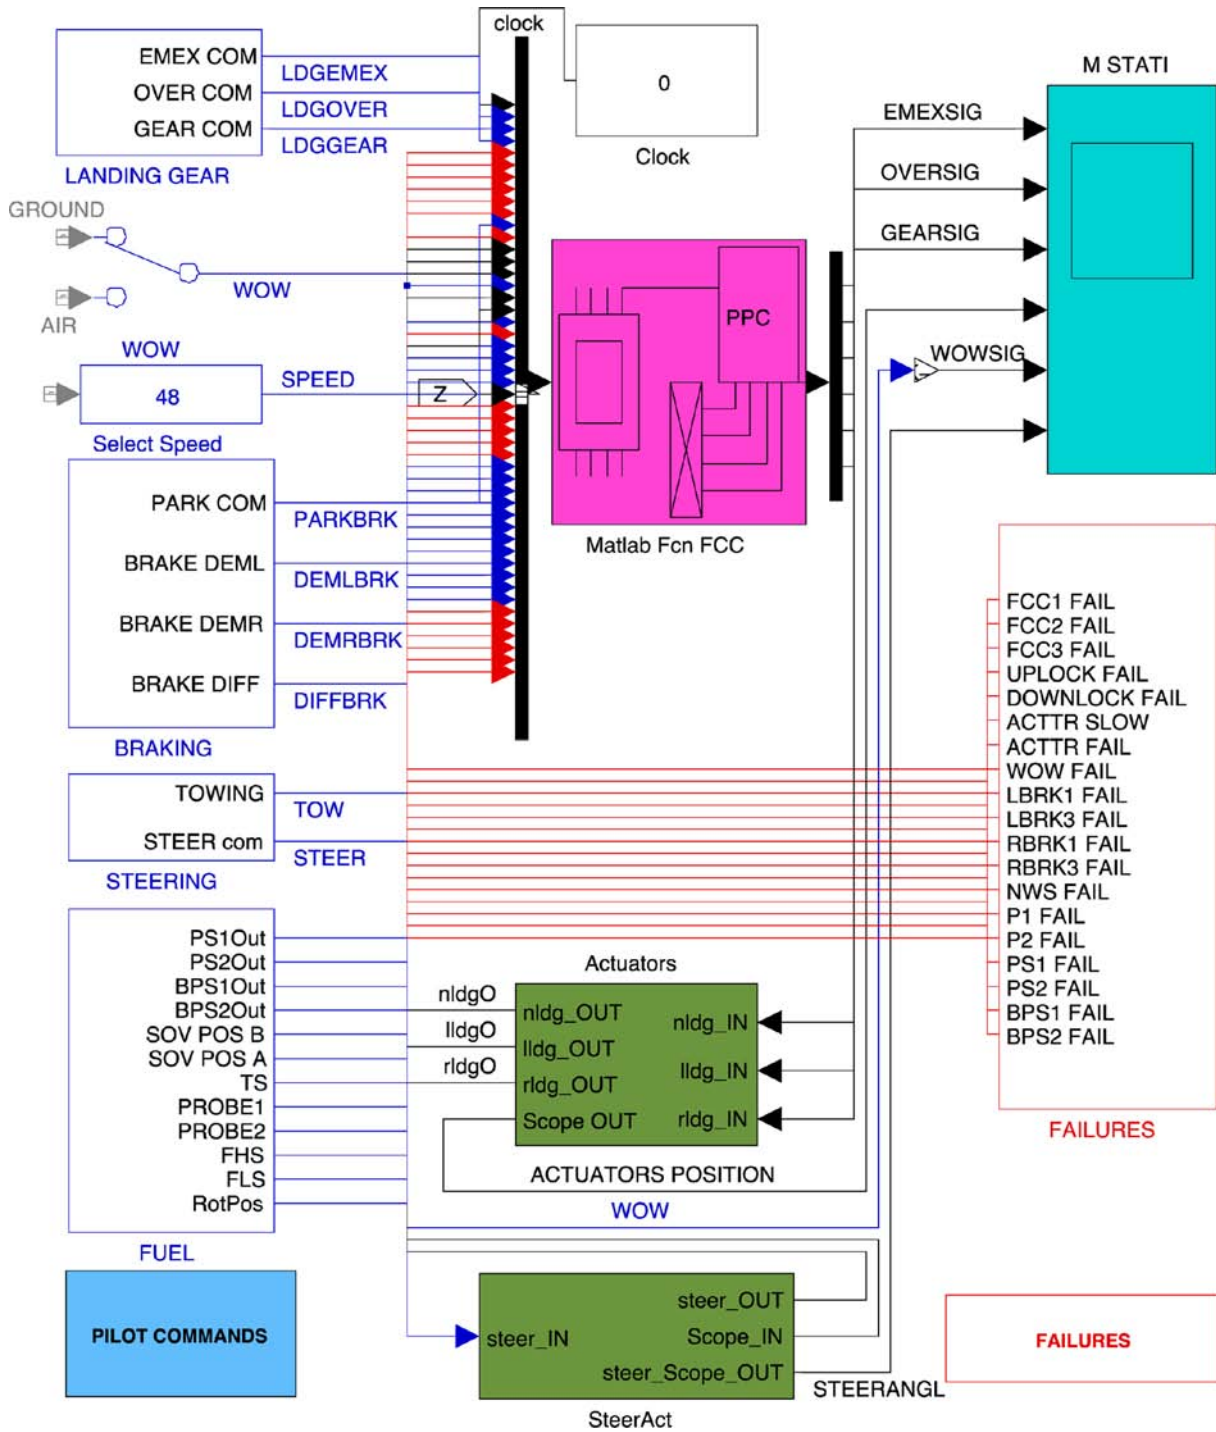 clock
EMEX COM
LDGEMEX
OVER COM
LDGOVER
GEAR COM
LDGGEAR
LANDING GEAR
0
Clock
M STATI
EMEXSIG
OVERSIG
GEARSIG
WOWSIG
GROUND
WOW
AIR
WOW
48
SPEED
Select Speed
Z
PPC
Matlab Fcn FCC
PARK COM
PARKBRK
BRAKE DEML
DEMLBRK
BRAKE DEMR
DEMRBRK
BRAKE DIFF
DIFFBRK
BRAKING
TOWING
TOW
STEER com
STEER
STEERING
FCC1 FAIL
FCC2 FAIL
FCC3 FAIL
UPLOCK FAIL
DOWNLOCK FAIL
ACTTR SLOW
ACTTR FAIL
WOW FAIL
LBRK1 FAIL
LBRK3 FAIL
RBRK1 FAIL
RBRK3 FAIL
NWS FAIL
P1 FAIL
P2 FAIL
PS1 FAIL
PS2 FAIL
BPS1 FAIL
BPS2 FAIL
FAILURES
PS1Out
PS2Out
BPS1Out
BPS2Out
SOV POS B
SOV POS A
TS
PROBE1
PROBE2
FHS
FLS
RotPos
FUEL
Actuators
nldgO
lldgO
rldgO
nldg_OUT
lldg_OUT
rldg_OUT
Scope OUT
nldg_IN
lldg_IN
rldg_IN
ACTUATORS POSITION
WOW
PILOT COMMANDS
steer_IN
steer_OUT
Scope_IN
steer_Scope_OUT
STEERANGL
SteerAct
FAILURES